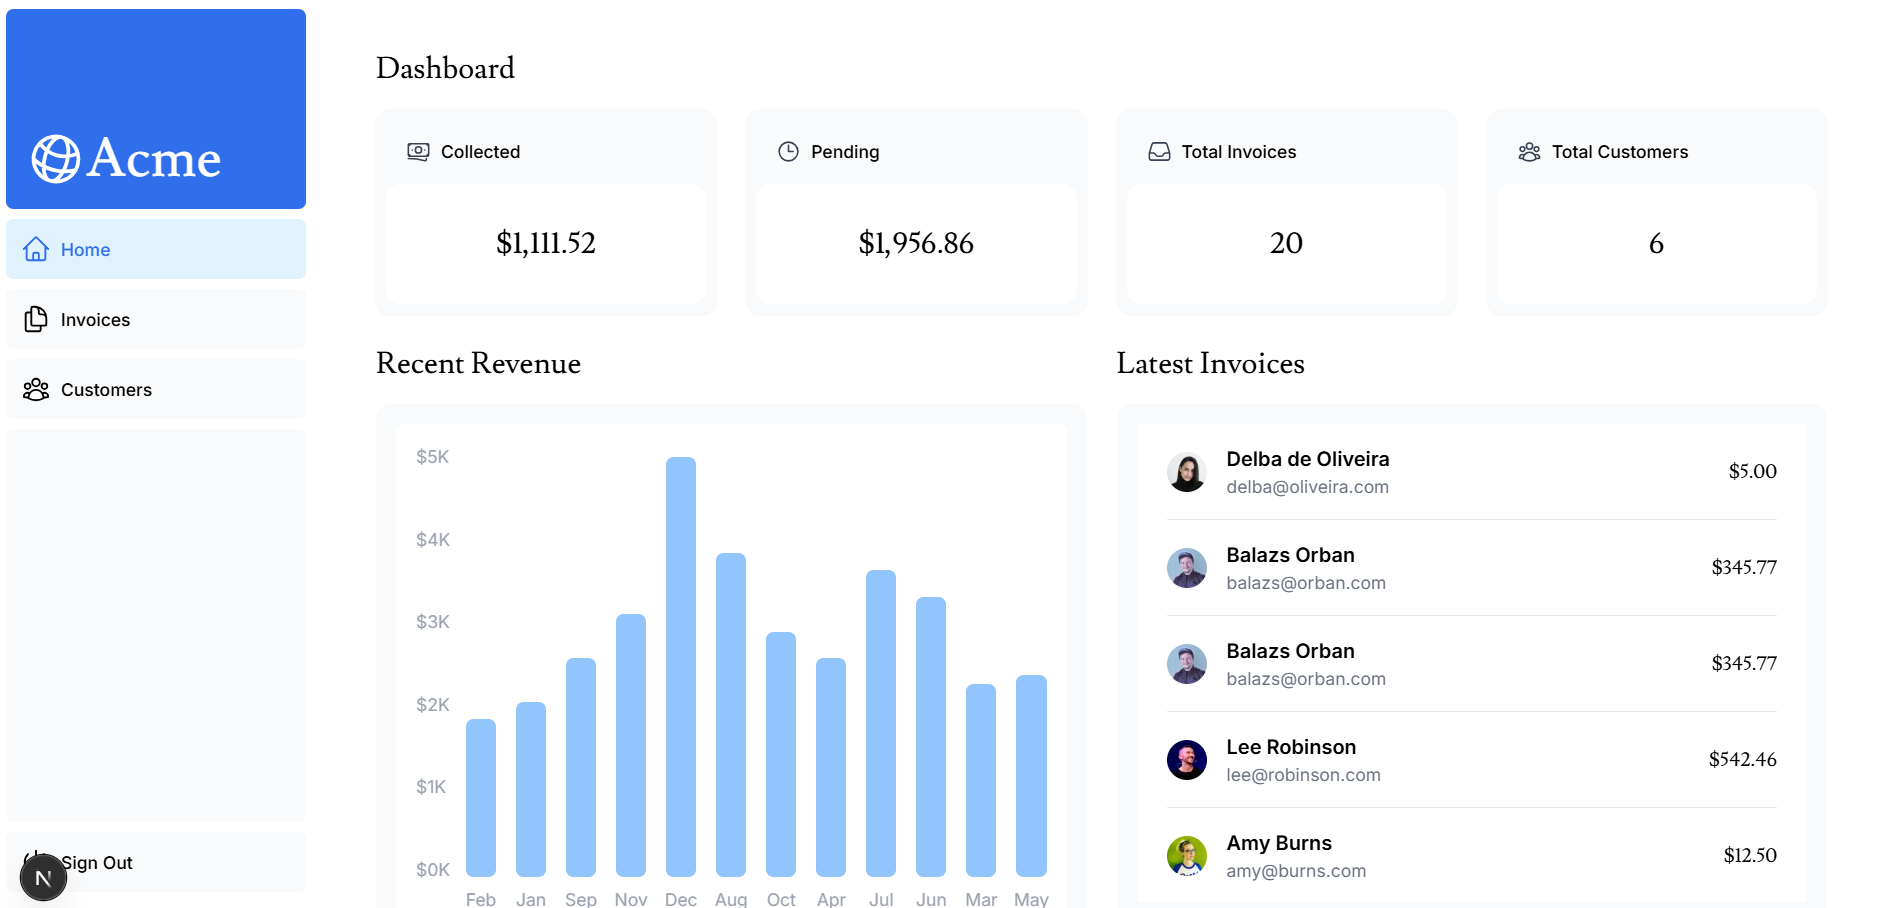 Acme
Home
Invoices
Customers
Sign Out
N
Dashboard
Collected
$1,111.52
Pending
$1,956.86
Total Invoices
20
Total Customers
6
Recent Revenue
$5K
$4K
$3K
$2K
$1K
$0K
Feb Jan Sep Nov Dec Aug Oct Apr Jul Jun Mar May
Latest Invoices
Delba de Oliveira
delba@oliveira.com
$5.00
Balazs Orban
balazs@orban.com
$345.77
Balazs Orban
balazs@orban.com
$345.77
Lee Robinson
lee@robinson.com
$542.46
Amy Burns
amy@burns.com
$12.50